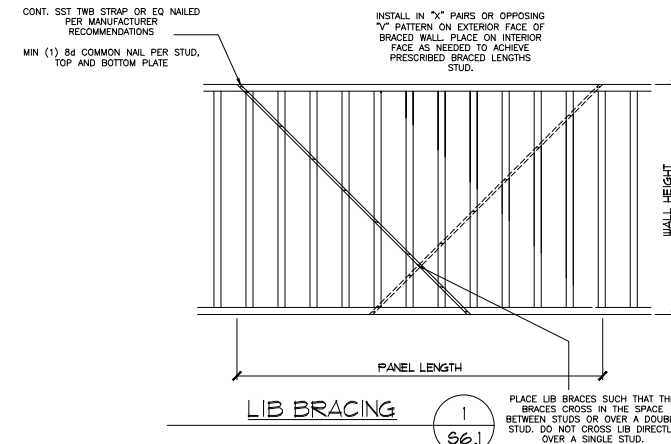 CONT. SST TWB STRAP OR EQ NAILED
PER MANUFACTURER
RECOMMENDATIONS
MIN (1) 8d COMMON NAIL PER STUD,
TOP AND BOTTOM PLATE
INSTALL IN "X" PAIRS OR OPPOSING
"V" PATTERN ON EXTERIOR FACE OF
BRACED WALL. PLACE ON INTERIOR
FACE AS NEEDED TO ACHIEVE
PRESCRIBED BRACED LENGTHS
STUD.
WALL HEIGHT
PANEL LENGTH
LIB BRACING
1
S6.1
PLACE LIB BRACES SUCH THAT TH
BRACES CROSS IN THE SPACE
BETWEEN STUDS OR OVER A DOUBL
STUD. DO NOT CROSS LIB DIRECTL
OVER A SINGLE STUD.